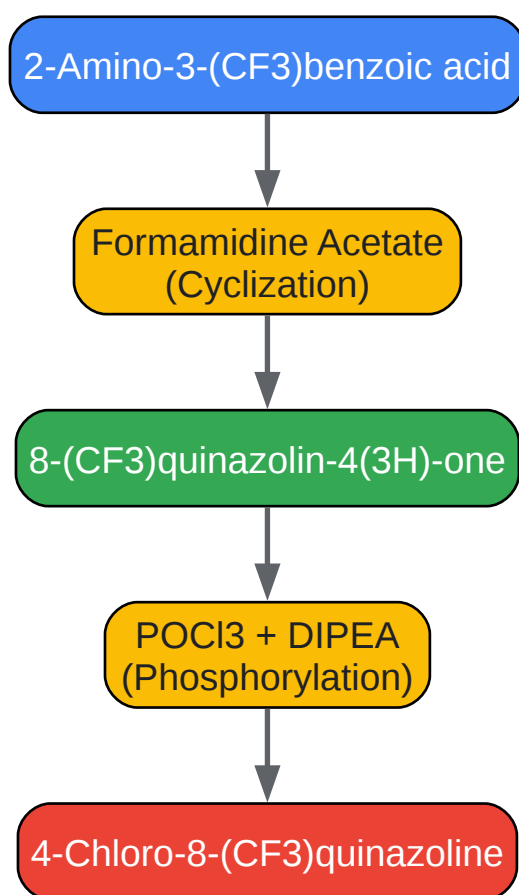 2-Amino-3-(CF3)benzoic acid
Formamidine Acetate
(Cyclization)
8-(CF3)quinazolin-4(3H)-one
POCl3 + DIPEA
(Phosphorylation)
4-Chloro-8-(CF3)quinazoline